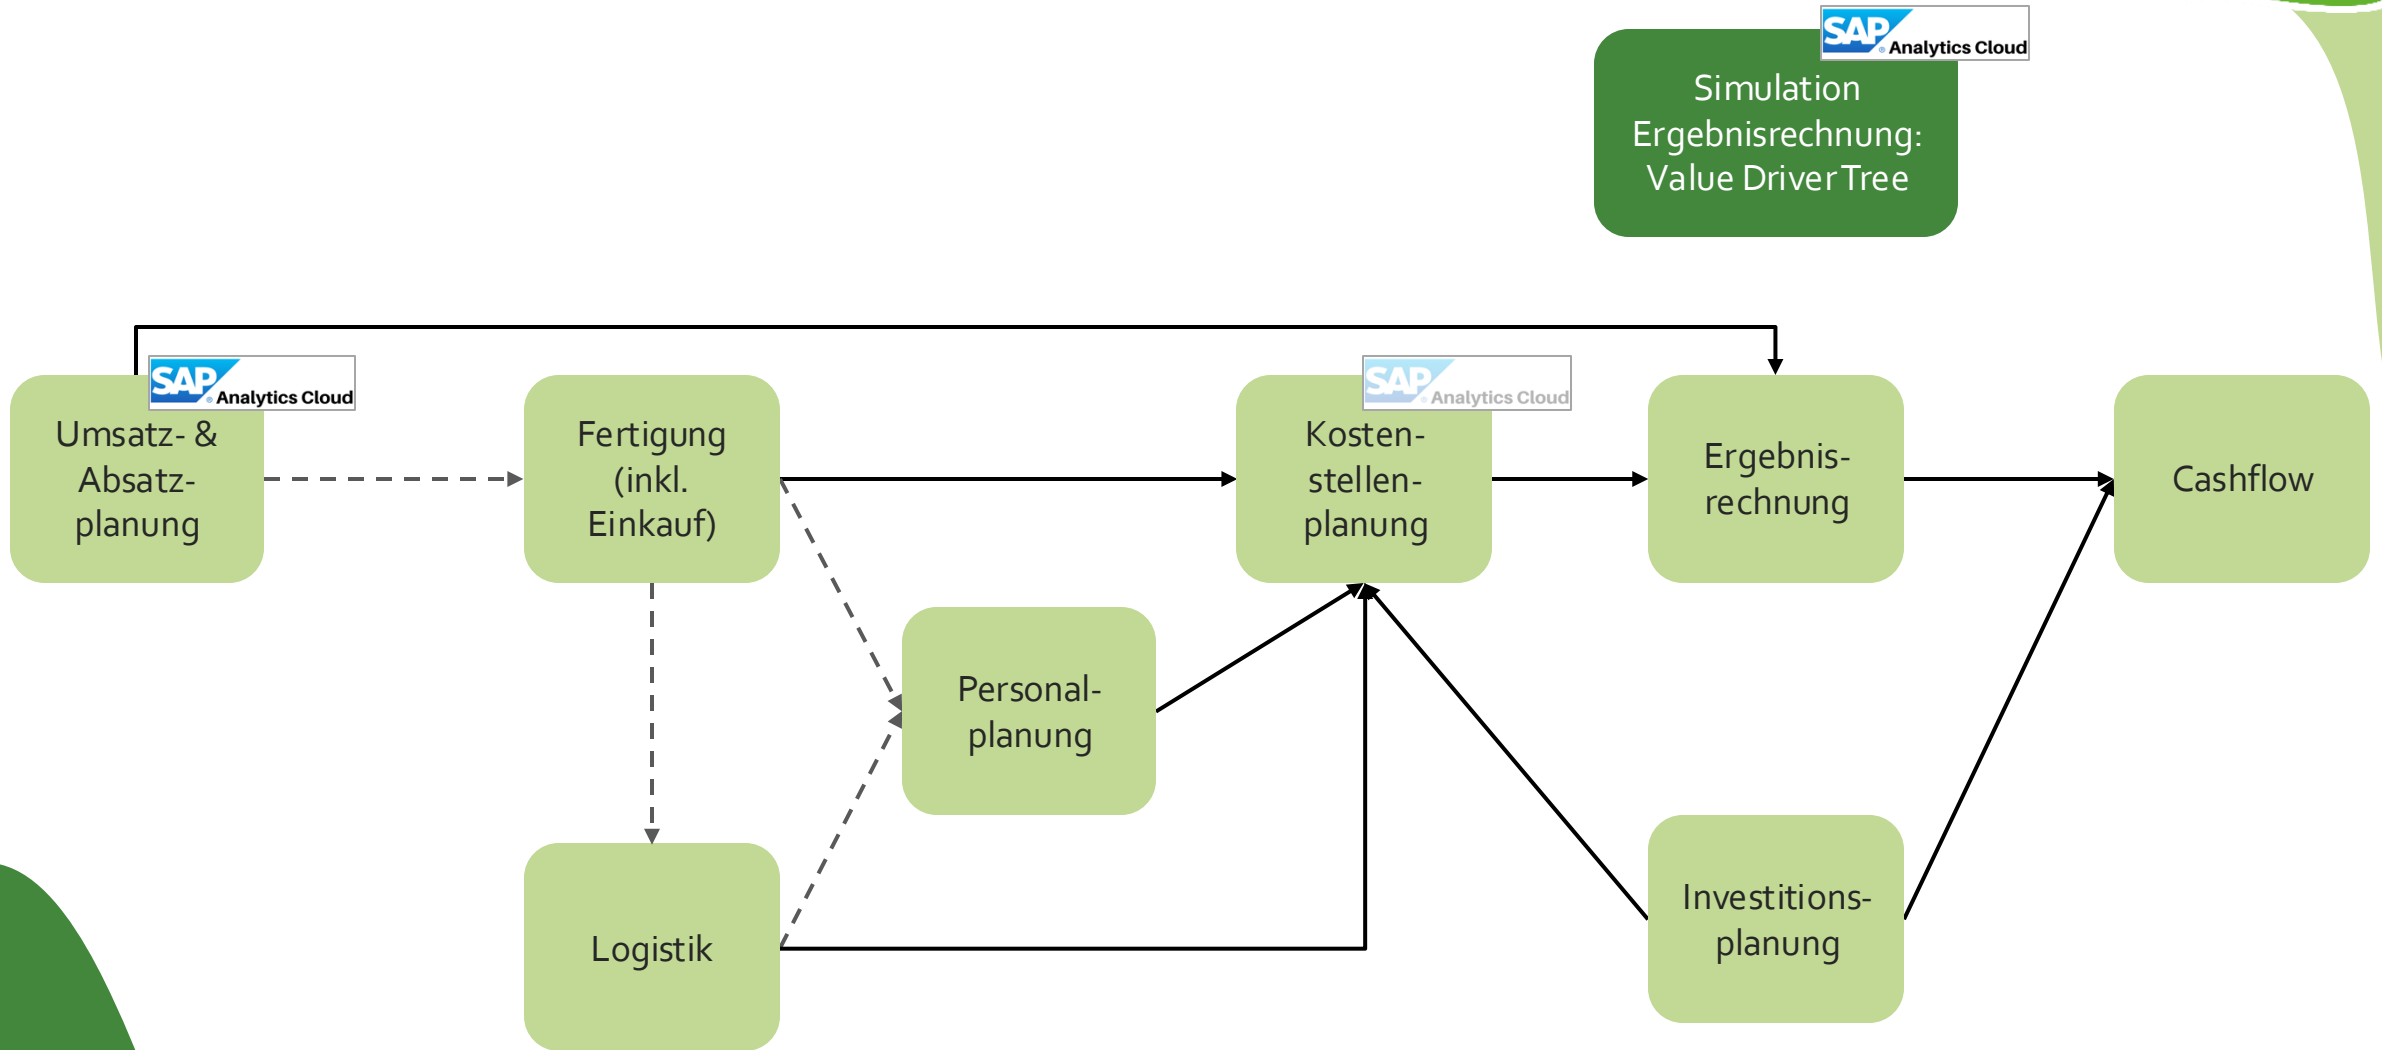 SAP Analytics Cloud
Simulation
Ergebnisrechnung:
Value Driver Tree
SAP Analytics Cloud
Umsatz- &
Absatz-
planung
Fertigung
(inkl.
Einkauf)
SAP Analytics Cloud
Kosten-
stellen-
planung
Ergebnis-
rechnung
Cashflow
Personal-
planung
Logistik
Investitions-
planung